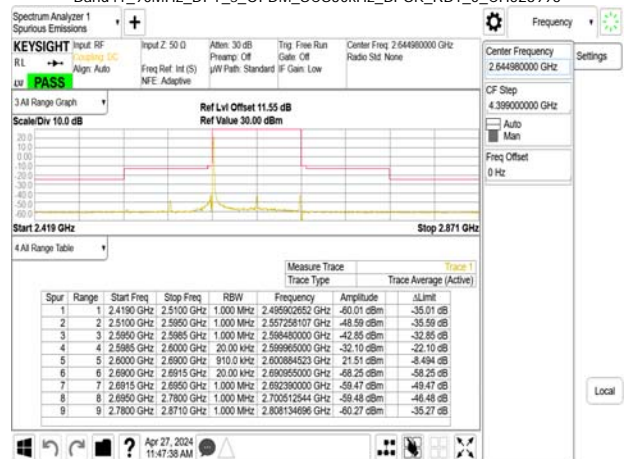 Spectrum Analyzer 1
Spurious Emissions
Frequency
KEYSIGHT Input: RF
Coupling: DC
Align: Auto
RL
Input Z: 50 Ω
Freq Ref: Int (S)
NFE: Adaptive
Atten: 30 dB
Preamp: Off
µW Path: Standard
Trig: Free Run
Gate: Off
IF Gain: Low
Center Freq: 2.644980000 GHz
Radio Std: None
PASS
Center Frequency
2.644980000 GHz
Settings
CF Step
4.399000000 GHz
Auto
Man
Freq Offset
0 Hz
3 All Range Graph
Scale/Div 10.0 dB
Ref Lvl Offset 11.55 dB
Ref Value 30.00 dBm
20.0
10.0
0.00
-10.0
-20.0
-30.0
-40.0
-50.0
-60.0
Start 2.419 GHz
Stop 2.871 GHz
4 All Range Table
Measure Trace Trace 1
Trace Type Trace Average (Active)
Spur Range Start Freq Stop Freq RBW Frequency Amplitude ΔLimit
1 1 2.4190 GHz 2.5100 GHz 1.000 MHz 2.495902652 GHz -60.01 dBm -35.01 dB
2 2 2.5100 GHz 2.5950 GHz 1.000 MHz 2.557258107 GHz -48.59 dBm -35.59 dB
3 3 2.5950 GHz 2.5985 GHz 1.000 MHz 2.598480000 GHz -42.85 dBm -32.85 dB
4 4 2.5985 GHz 2.6000 GHz 20.00 kHz 2.599965000 GHz -32.10 dBm -22.10 dB
5 5 2.6000 GHz 2.6900 GHz 910.0 kHz 2.600884523 GHz 21.51 dBm -8.494 dB
6 6 2.6900 GHz 2.6915 GHz 20.00 kHz 2.690955000 GHz -68.25 dBm -58.25 dB
7 7 2.6915 GHz 2.6950 GHz 1.000 MHz 2.692390000 GHz -59.47 dBm -49.47 dB
8 8 2.6950 GHz 2.7800 GHz 1.000 MHz 2.700512544 GHz -59.48 dBm -46.48 dB
9 9 2.7800 GHz 2.8710 GHz 1.000 MHz 2.808134696 GHz -60.27 dBm -35.27 dB
Local
Apr 27, 2024
11:47:38 AM